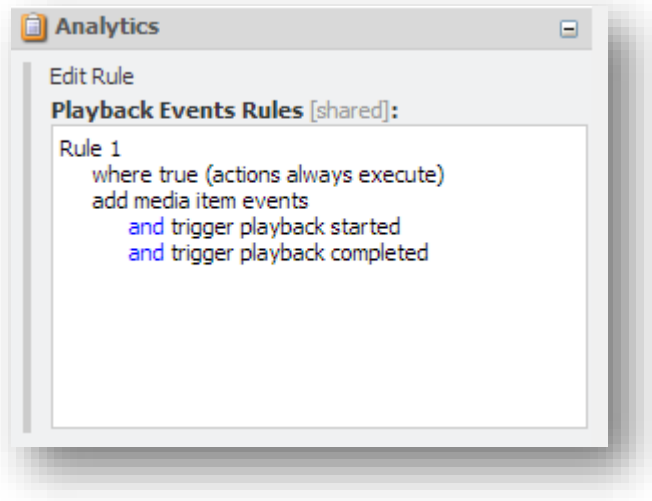 Analytics
Edit Rule
Playback Events Rules [shared]:
Rule 1
where true (actions always execute)
add media item events
and trigger playback started
and trigger playback completed